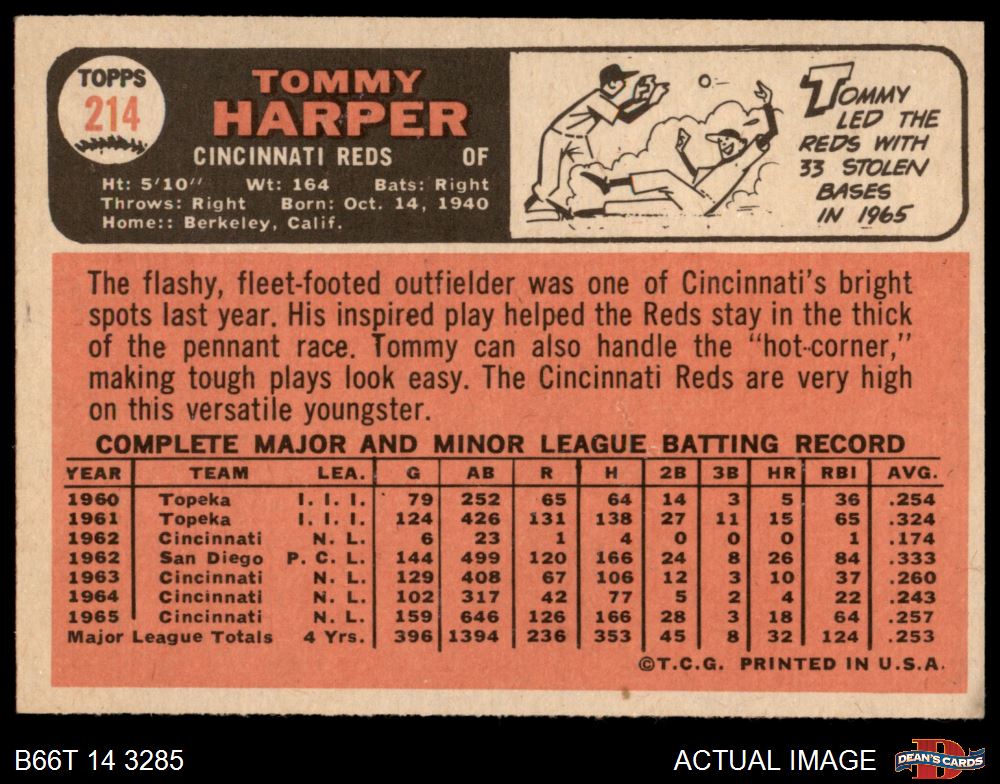 TOPPS
214
TOMMY
HARPER
CINCINNATI REDS OF
Ht: 5'10" Wt: 164 Bats: Right
Throws: Right Born: Oct. 14, 1940
Home:: Berkeley, Calif.
TOMMY
LED THE
REDS WITH
33 STOLEN
BASES
IN 1965
The flashy, fleet-footed outfielder was one of Cincinnati's bright
spots last year. His inspired play helped the Reds stay in the thick
of the pennant race. Tommy can also handle the "hot-corner,"
making tough plays look easy. The Cincinnati Reds are very high
on this versatile youngster.
COMPLETE MAJOR AND MINOR LEAGUE BATTING RECORD
YEAR TEAM LEA. G AB R H 2B 3B HR RBI AVG.
1960 Topeka I. I. I. 79 252 65 64 14 3 5 36 .254
1961 Topeka I. I. I. 124 426 131 138 27 11 15 65 .324
1962 Cincinnati N. L. 6 23 1 4 0 0 0 1 .174
1962 San Diego P. C. L. 144 499 120 166 24 8 26 84 .333
1963 Cincinnati N. L. 129 408 67 106 12 3 10 37 .260
1964 Cincinnati N. L. 102 317 42 77 5 2 4 22 .243
1965 Cincinnati N. L. 159 646 126 166 28 3 18 64 .257
Major League Totals 4 Yrs. 396 1394 236 353 45 8 32 124 .253
©T.C.G. PRINTED IN U.S.A.
B66T 14 3285 ACTUAL IMAGE
DEAN'S CARDS